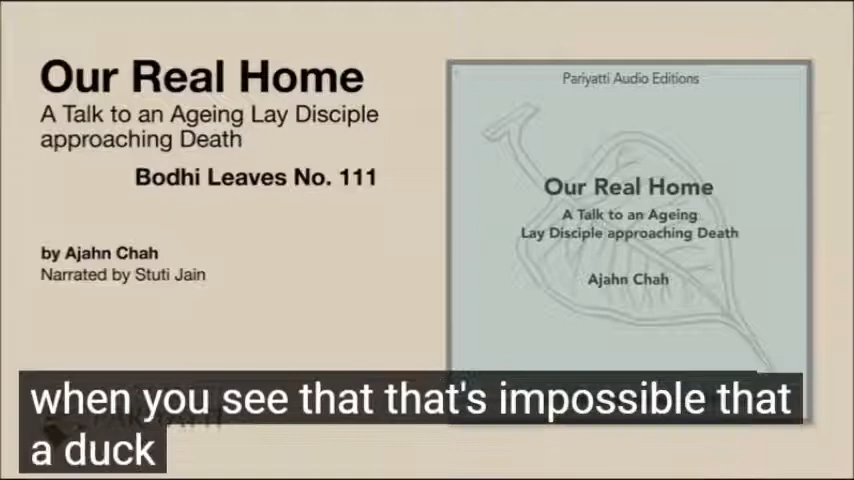 Our Real Home
A Talk to an Ageing Lay Disciple
approaching Death
Bodhi Leaves No. 111
by Ajahn Chah
Narrated by Stuti Jain
Pariyatti Audio Editions
Our Real Home
A Talk to an Ageing
Lay Disciple approaching Death
Ajahn Chah
when you see that that's impossible that
a duck